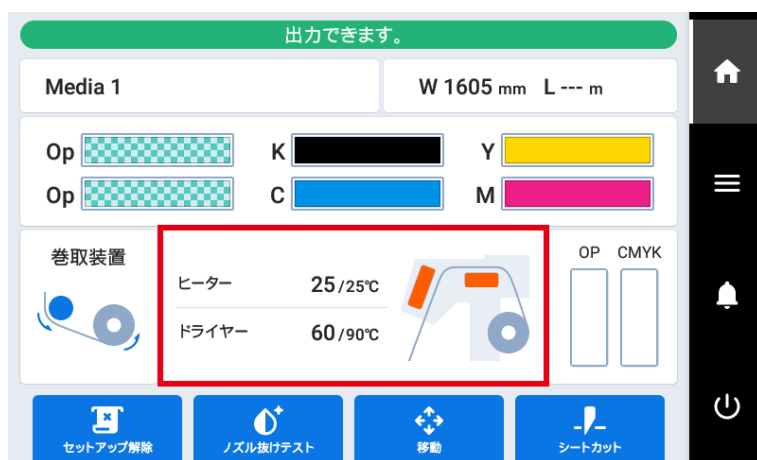 出力できます。
Media 1
W 1605 mm L --- m
Op K Y
Op C M
巻取装置
ヒーター 25/25℃
ドライヤー 60/90℃
OP CMYK
セットアップ解除
ノズル抜けテスト
移動
シートカット